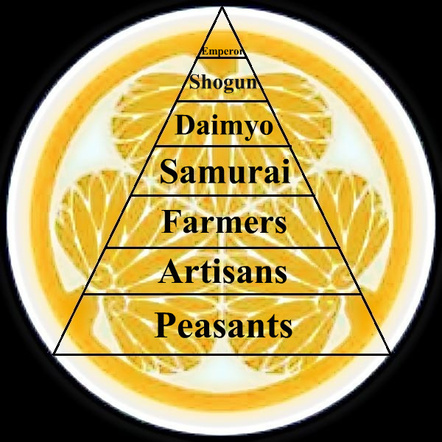 Emperor
Shogun
Daimyo
Samurai
Farmers
Artisans
Peasants